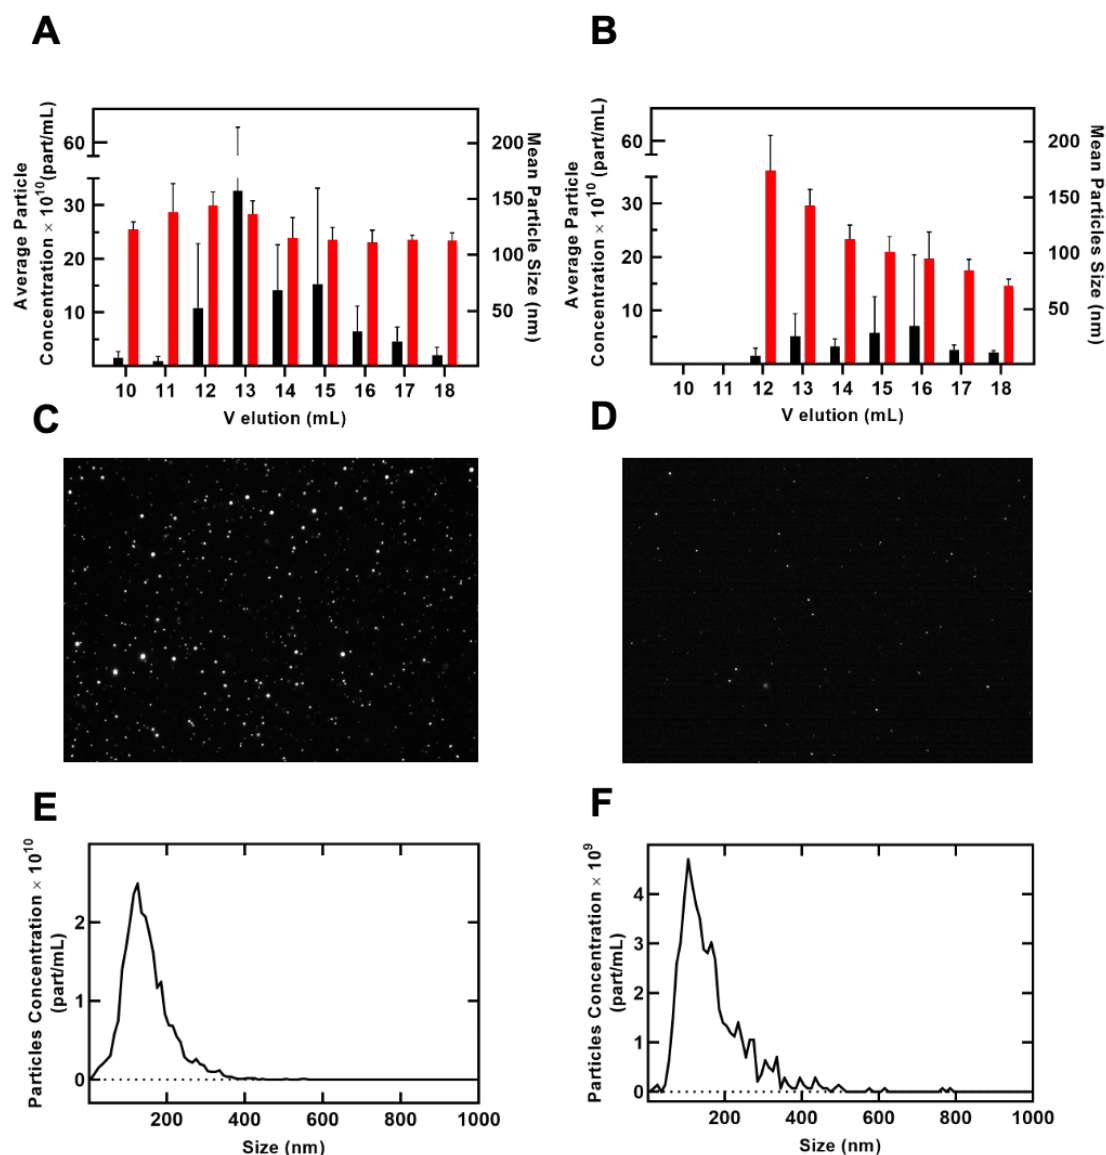 A
B
Average Particle
Concentration × 10¹⁰ (part/mL)
60
30
20
10
200
150
100
50
Mean Particle Size (nm)
10 11 12 13 14 15 16 17 18
V elution (mL)
Average Particle
Concentration × 10¹⁰ (part/mL)
60
30
20
10
200
150
100
50
Mean Particles Size (nm)
10 11 12 13 14 15 16 17 18
V elution (mL)
C
D
E
F
Particles Concentration × 10¹⁰
(part/mL)
2
1
0
200 400 600 800 1000
Size (nm)
Particles Concentration × 10⁹
(part/mL)
4
3
2
1
0
200 400 600 800 1000
Size (nm)